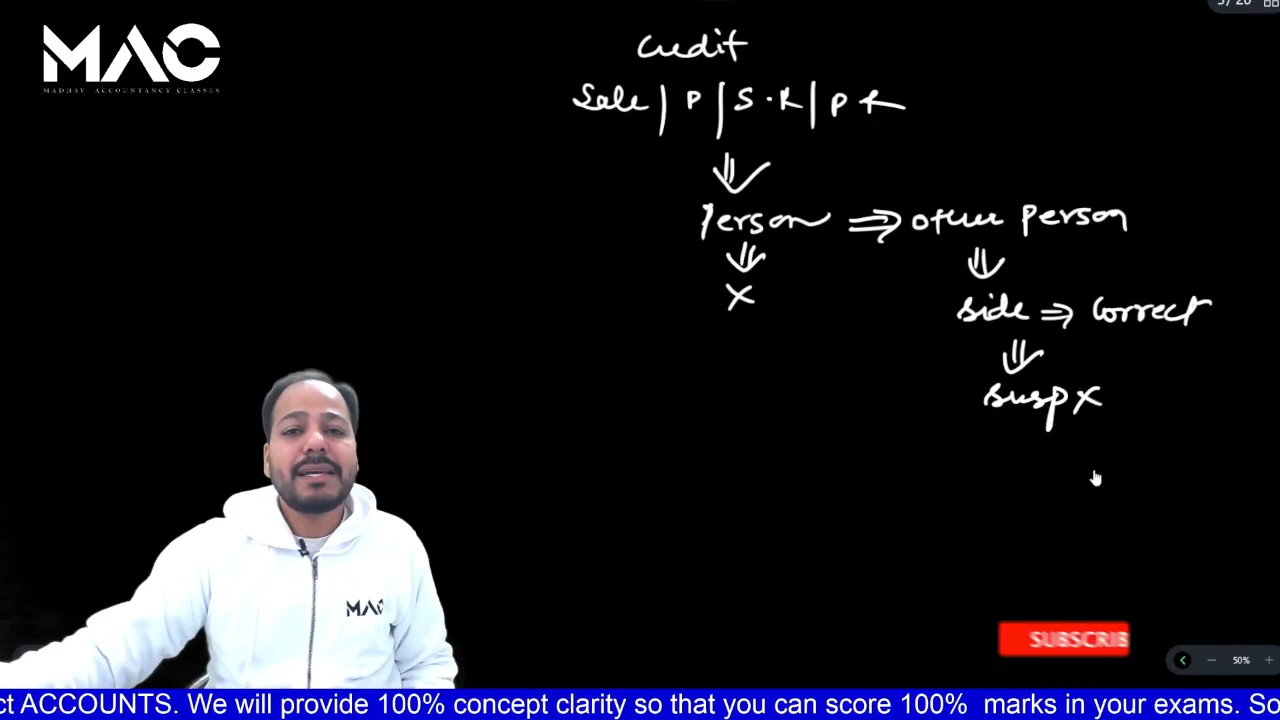 MAC
MADHAV ACCOUNTANCY CLASSES
Credit
Sale | P | S.R | P R
Person ⇒ other person
X
side ⇒ Correct
Susp X
MAC
SUBSCRIB
50%
ct ACCOUNTS. We will provide 100% concept clarity so that you can score 100% marks in your exams. So